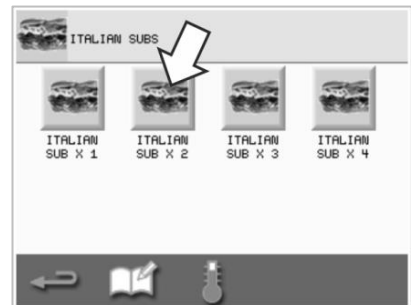 ITALIAN SUBS
ITALIAN
SUB X 1
ITALIAN
SUB X 2
ITALIAN
SUB X 3
ITALIAN
SUB X 4